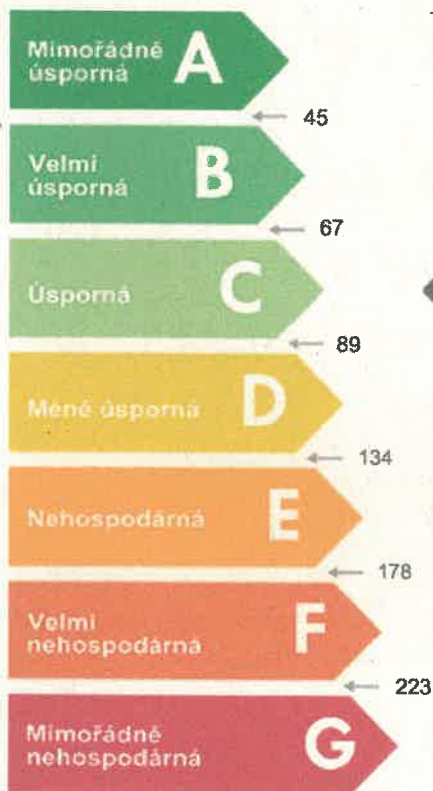 Mimořádně
úsporná A
45
Velmi
úsporná B
67
Úsporná C
89
Méně úsporná D
134
Nehospodárná E
178
Velmi
nehospodárná F
223
Mimořádně
nehospodárná G